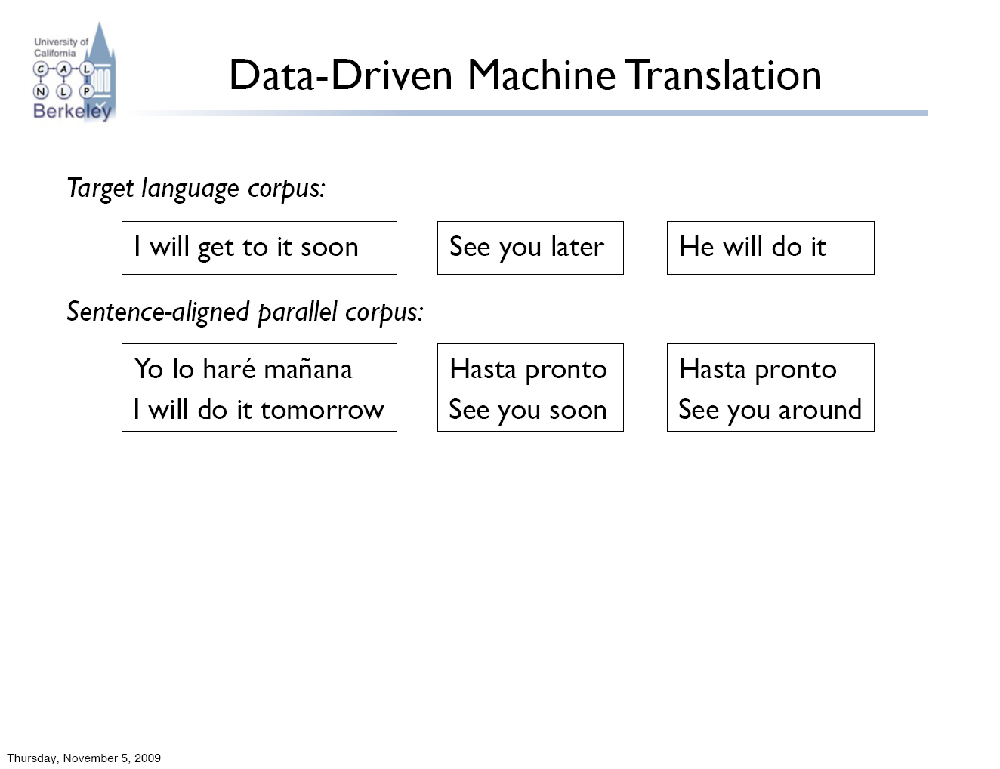 University of
California
C A L
N L P
Berkeley
Data-Driven Machine Translation
Target language corpus:
I will get to it soon
See you later
He will do it
Sentence-aligned parallel corpus:
Yo lo haré mañana
I will do it tomorrow
Hasta pronto
See you soon
Hasta pronto
See you around
Thursday, November 5, 2009